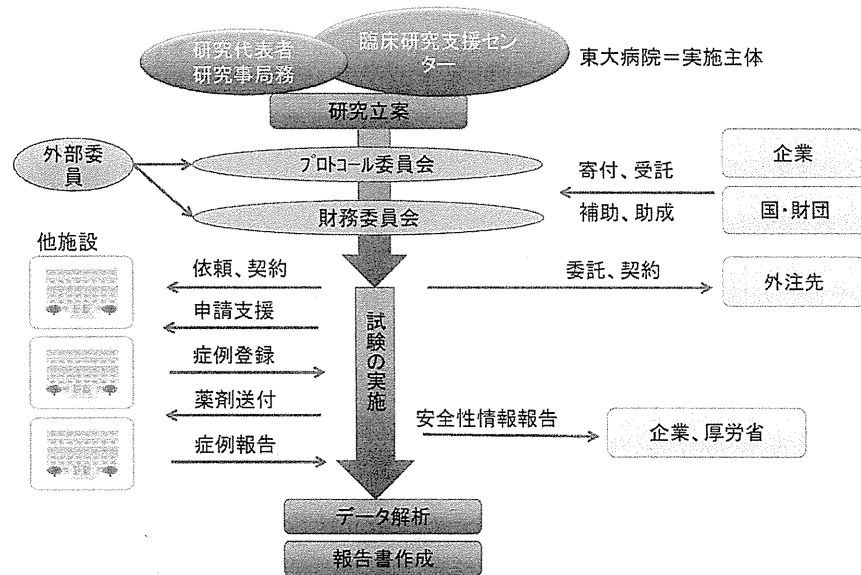 研究代表者
研究事局務
臨床研究支援セン
ター
東大病院＝実施主体
研究立案
外部委
員
プロトコール委員会
企業
寄付、受託
財務委員会
補助、助成
国・財団
他施設
依頼、契約
委託、契約
外注先
申請支援
試験の実施
症例登録
薬剤送付
安全性情報報告
企業、厚労省
症例報告
データ解析
報告書作成